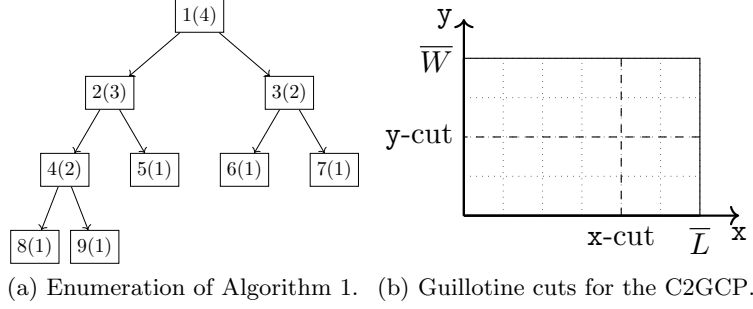 1(4)
2(3) 3(2)
4(2) 5(1) 6(1) 7(1)
8(1) 9(1)
(a) Enumeration of Algorithm 1.
y
W̅
y-cut
x-cut L̅ x
(b) Guillotine cuts for the C2GCP.